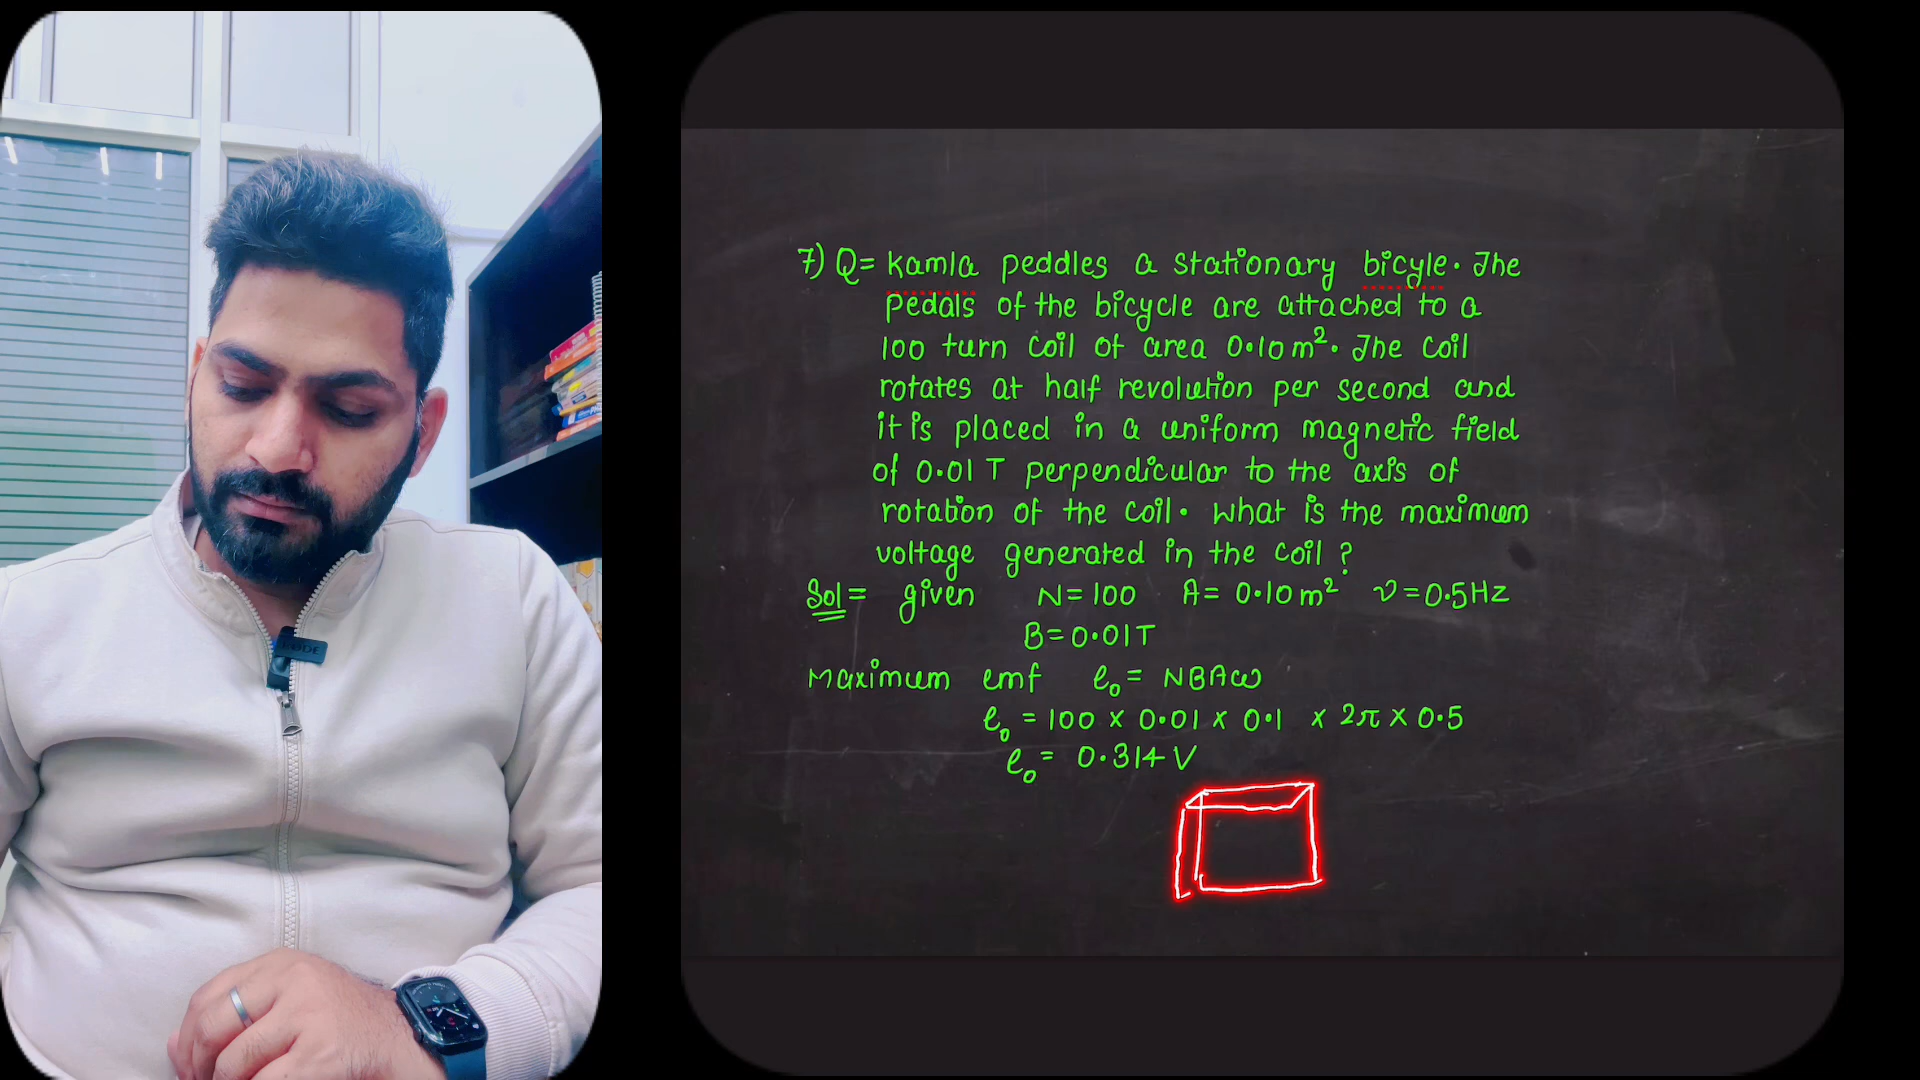 7) Q= Kamla peddles a stationary bicyle. The
pedals of the bicycle are attached to a
100 turn coil of area 0.10 m². The coil
rotates at half revolution per second and
it is placed in a uniform magnetic field
of 0.01 T perpendicular to the axis of
rotation of the coil. What is the maximum
voltage generated in the coil ?
Sol= given N=100 A= 0.10 m² ν=0.5Hz
B=0.01T
Maximum emf e₀= NBAω
e₀ = 100 × 0.01 × 0.1 × 2π × 0.5
e₀= 0.314 V